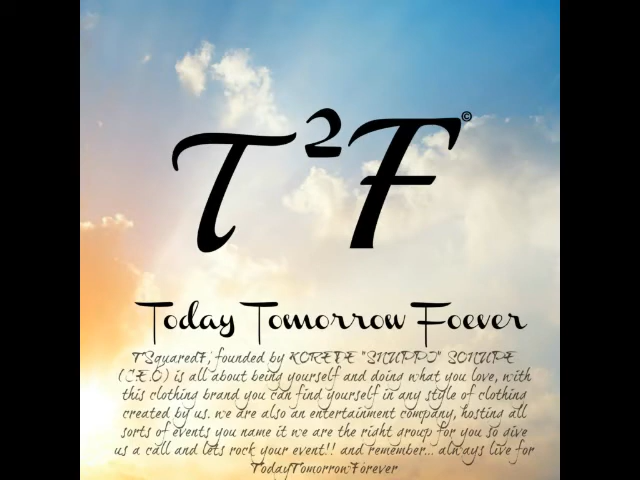 T²F©
Today Tomorrow Foever
TSquaredF, founded by
(C.E.O) is all about being yourself and doing what you love, with
this clothing brand you can find yourself in any style of clothing
created by us. we are also an entertainment company, hosting all
sorts of events you name it we are the right group for you so give
us a call and lets rock your event!! and remember... always live for
TodayTomorrowForever